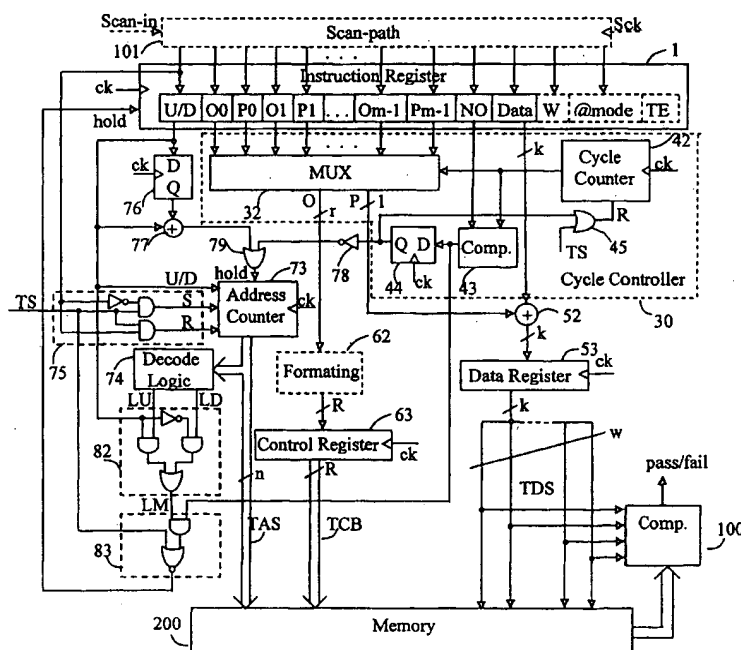 Scan-in
Sck
Scan-path
101
1
Instruction Register
ck
hold
U/D O0 P0 O1 P1 ... Om-1 Pm-1 NO Data W @mode TE
42
k
ck D
Q
76
MUX
32
Cycle
Counter
ck
O
r
P
1
R
77
79
78
Q D
44
ck
Comp.
43
TS
45
Cycle Controller
30
hold
73
U/D
Address
Counter
ck
TS
S
R
75
52
k
62
Formating
53
Data Register
ck
74
Decode
Logic
LU
LD
R
k
63
Control Register
ck
82
w
n
R
TDS
pass/fail
LM
TAS
TCB
Comp.
100
83
200
Memory